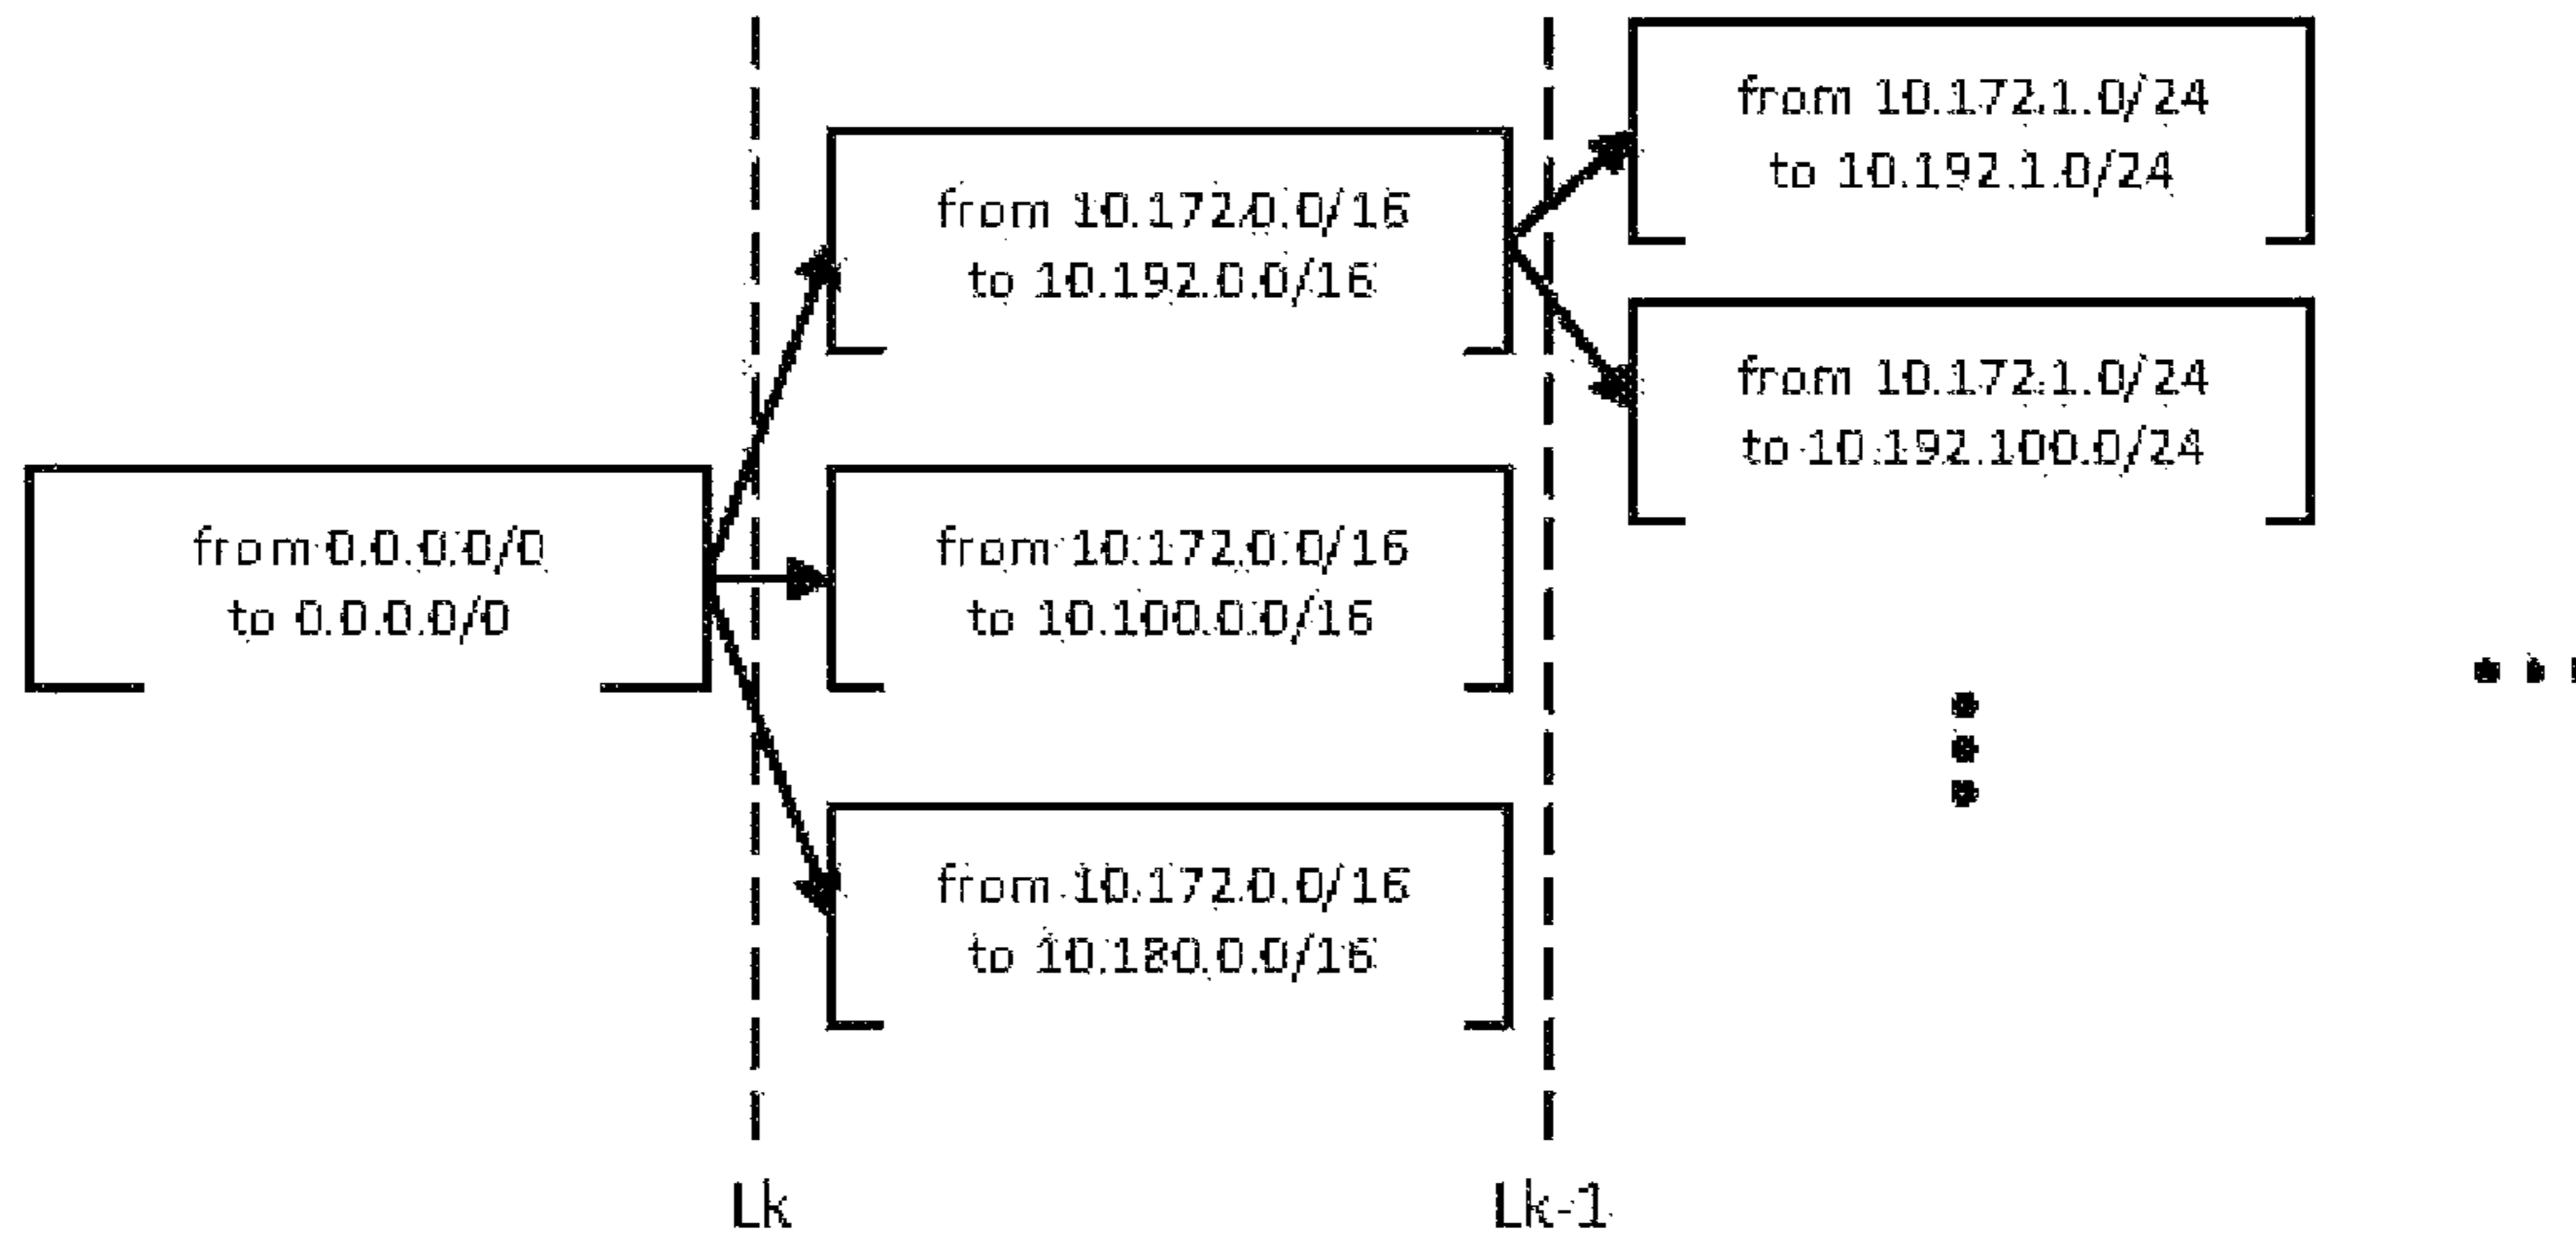 from 0.0.0.0/0
to 0.0.0.0/0
from 10.172.0.0/16
to 10.192.0.0/16
from 10.172.0.0/16
to 10.100.0.0/16
from 10.172.0.0/16
to 10.180.0.0/16
from 10.172.1.0/24
to 10.192.1.0/24
from 10.172.1.0/24
to 10.192.100.0/24
Lk
Lk-1